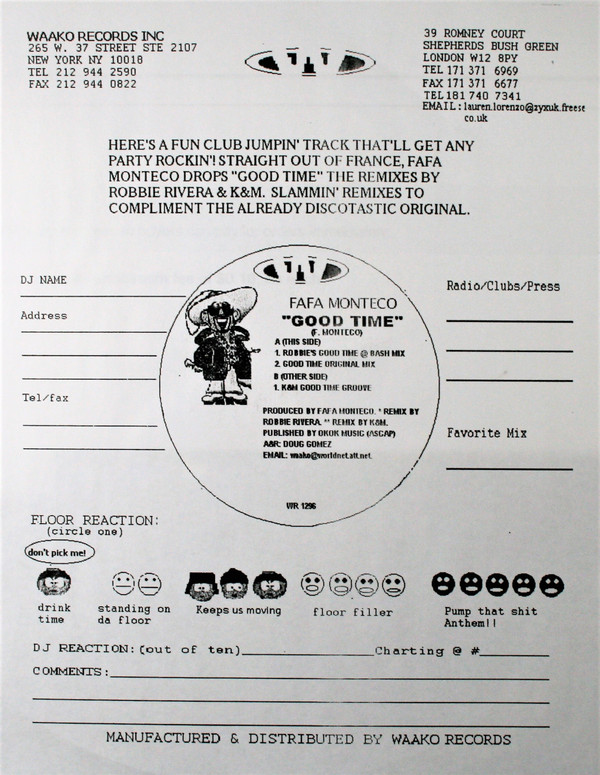 WAAKO RECORDS INC
265 W. 37 STREET STE 2107
NEW YORK NY 10018
TEL 212 944 2590
FAX 212 944 0822
39 ROMNEY COURT
SHEPHERDS BUSH GREEN
LONDON W12 8PY
TEL 171 371 6969
FAX 171 371 6677
TEL 181 740 7341
EMAIL: lauren.lorenzo@zyxuk.freese
co.uk
HERE'S A FUN CLUB JUMPIN' TRACK THAT'LL GET ANY
PARTY ROCKIN'! STRAIGHT OUT OF FRANCE, FAFA
MONTECO DROPS "GOOD TIME" THE REMIXES BY
ROBBIE RIVERA & K&M. SLAMMIN' REMIXES TO
COMPLIMENT THE ALREADY DISCOTASTIC ORIGINAL.
DJ NAME
Address
Tel/fax
FAFA MONTECO
"GOOD TIME"
(F. MONTECO)
A (THIS SIDE)
1. ROBBIE'S GOOD TIME @ BASH MIX
2. GOOD TIME ORIGINAL MIX
B (OTHER SIDE)
1. K&M GOOD TIME GROOVE
PRODUCED BY FAFA MONTECO. * REMIX BY
ROBBIE RIVERA. ** REMIX BY K&M.
PUBLISHED BY OKOK MUSIC (ASCAP)
A&R: DOUG GOMEZ
EMAIL: waako@worldnet.att.net
WR 1296
Radio/Clubs/Press
Favorite Mix
FLOOR REACTION:
(circle one)
don't pick me!
drink
time
standing on
da floor
Keeps us moving
floor filler
Pump that shit
Anthem!!
DJ REACTION: (out of ten) Charting @ #
COMMENTS:
MANUFACTURED & DISTRIBUTED BY WAAKO RECORDS